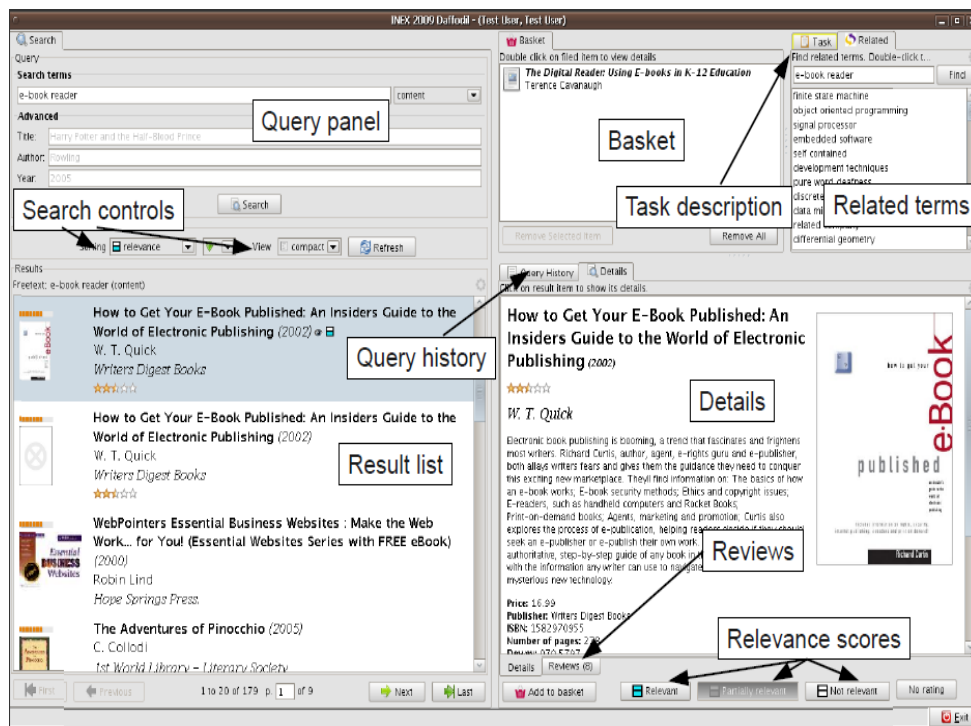 INEX 2009 Daffodil - (Test User, Test User)
Search
Query
Search terms
e-book reader
content
Advanced
Title: Harry Potter and the Half-Blood Prince
Author: Rowling
Year: 2005
Search
Query panel
Search controls
Sorting relevance View compact Refresh
Results
Freetext: e-book reader (content)
How to Get Your E-Book Published: An Insiders Guide to the
World of Electronic Publishing (2002)
W. T. Quick
Writers Digest Books
How to Get Your E-Book Published: An Insiders Guide to the
World of Electronic Publishing (2002)
W. T. Quick
Writers Digest Books
Result list
WebPointers Essential Business Websites : Make the Web
Work... for You! (Essential Websites Series with FREE eBook)
(2000)
Robin Lind
Hope Springs Press.
Essential
BUSINESS
Websites
The Adventures of Pinocchio (2005)
C. Collodi
1st World Library - Literary Society
First Previous 1 to 20 of 179 p. 1 of 9 Next Last
Basket
Double click on filed item to view details
The Digital Reader: Using E-books in K-12 Education
Terence Cavanaugh
Basket
Remove Selected Item Remove All
Task Related
Find related terms. Double-click t...
e-book reader Find
finite state machine
object oriented programming
signal processor
embedded software
self contained
development techniques
pure word deafness
discrete
data mi
related company
differential geometry
Task description
Related terms
Query History Details
Click on result item to show its details.
Query history
How to Get Your E-Book Published: An
Insiders Guide to the World of Electronic
Publishing (2002)
W. T. Quick
Details
Electronic book publishing is booming, a trend that fascinates and frightens
most writers. Richard Curtis, author, agent, e-rights guru and e-publisher,
both allays writers fears and gives them the guidance they need to conquer
this exciting new marketplace. Theyll find information on: The basics of how
an e-book works; E-book security methods; Ethics and copyright issues;
E-readers, such as handheld computers and Rocket Books;
Print-on-demand books; Agents, marketing and promotion; Curtis also
explores the process of e-publication, helping readers decide if they should
seek an e-publisher or e-publish their own work.
authoritative, step-by-step guide of any book in
with the information any writer can use to navigate
mysterious new technology.
Reviews
Price: 16.99
Publisher: Writers Digest Books
ISBN: 1582970955
Number of pages: 278
how to get your
e·Book
published
Richard Curtis
Relevance scores
Details Reviews (8)
Add to basket Relevant Partially relevant Not relevant No rating
Exit